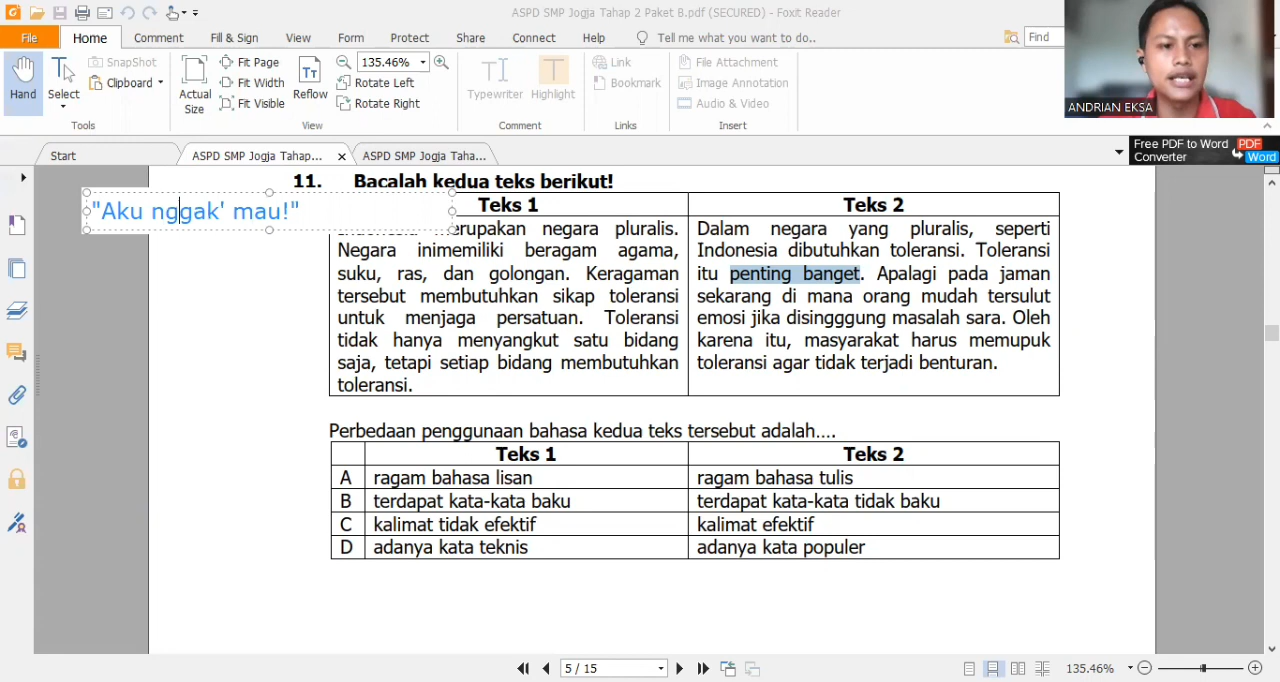 ASPD SMP Jogja Tahap 2 Paket B.pdf (SECURED) - Foxit Reader
File Home Comment Fill & Sign View Form Protect Share Connect Help Tell me what you want to do.. Find
Hand Select SnapShot Clipboard
Actual Size Fit Page Fit Width Fit Visible Reflow 135.46% Rotate Left Rotate Right
Typewriter Highlight Link Bookmark File Attachment Image Annotation Audio & Video
Tools View Comment Links Insert
ANDRIAN EKSA
Start ASPD SMP Jogja Tahap... ASPD SMP Jogja Taha...
Free PDF to Word Converter PDF Word
11. Bacalah kedua teks berikut!
"Aku nggak' mau!"
Teks 1
merupakan negara pluralis.
Negara inimemiliki beragam agama,
suku, ras, dan golongan. Keragaman
tersebut membutuhkan sikap toleransi
untuk menjaga persatuan. Toleransi
tidak hanya menyangkut satu bidang
saja, tetapi setiap bidang membutuhkan
toleransi.
Teks 2
Dalam negara yang pluralis, seperti
Indonesia dibutuhkan toleransi. Toleransi
itu penting banget. Apalagi pada jaman
sekarang di mana orang mudah tersulut
emosi jika disingggung masalah sara. Oleh
karena itu, masyarakat harus memupuk
toleransi agar tidak terjadi benturan.
Perbedaan penggunaan bahasa kedua teks tersebut adalah....
Teks 1 Teks 2
A ragam bahasa lisan ragam bahasa tulis
B terdapat kata-kata baku terdapat kata-kata tidak baku
C kalimat tidak efektif kalimat efektif
D adanya kata teknis adanya kata populer
5 / 15 135.46%